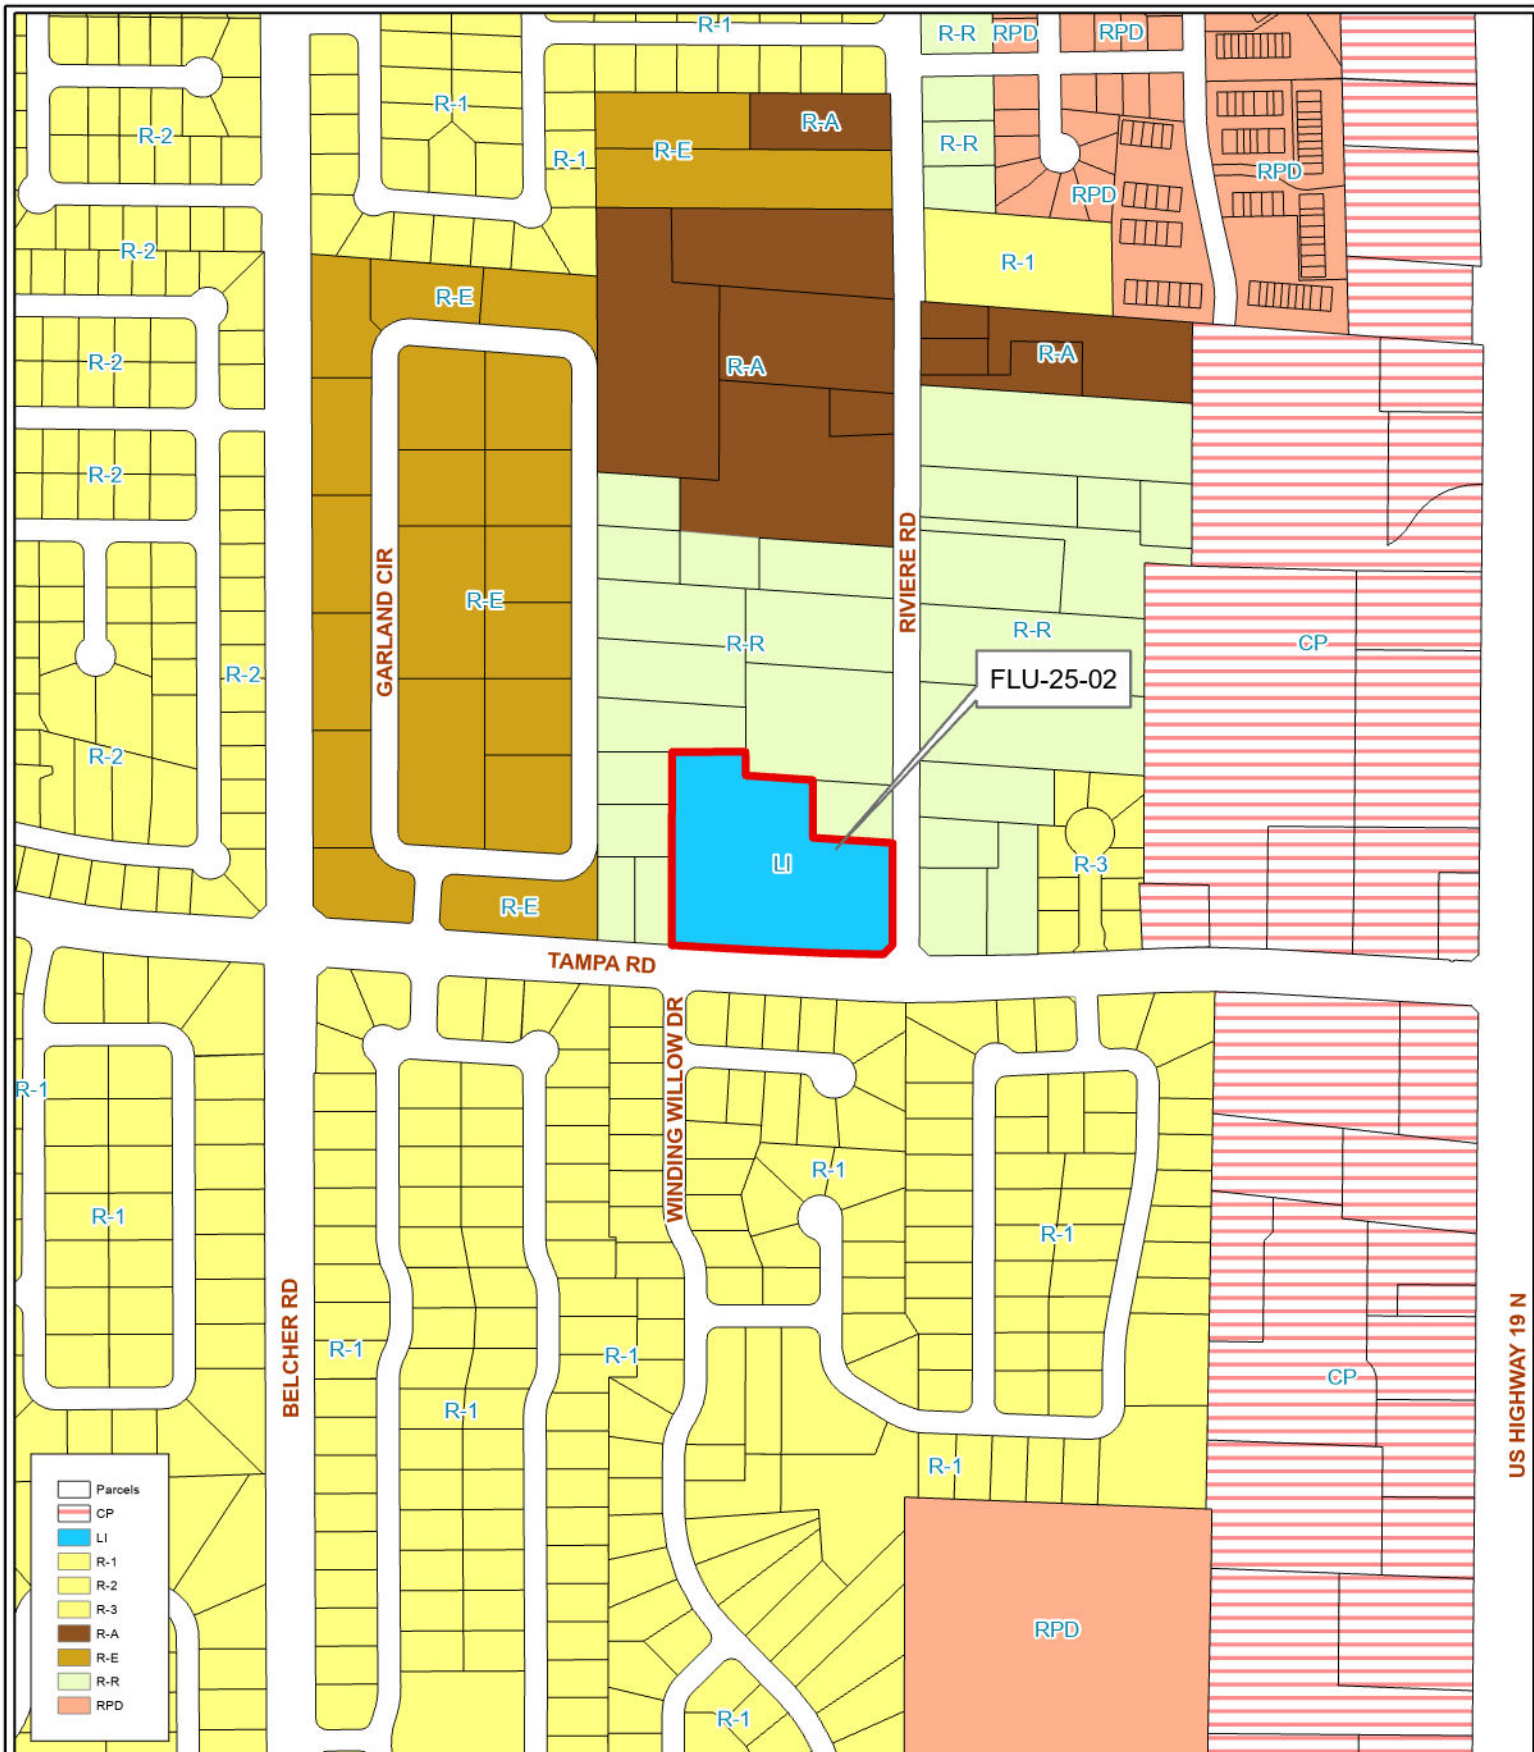 R-1
R-R
RPD
RPD
R-1
R-A
R-2
R-R
R-E
R-1
RPD
RPD
R-2
R-1
R-E
R-A
R-A
R-2
R-2
GARLAND CIR
RIVIERE RD
R-E
R-R
R-R
CP
R-2
FLU-25-02
R-2
LI
R-3
R-E
TAMPA RD
WINDING WILLOW DR
R-1
R-1
R-1
R-1
BELCHER RD
R-1
R-1
CP
US HIGHWAY 19 N
R-1
R-1
Parcels
CP
LI
R-1
R-2
R-3
R-A
R-E
R-R
RPD
RPD
R-1